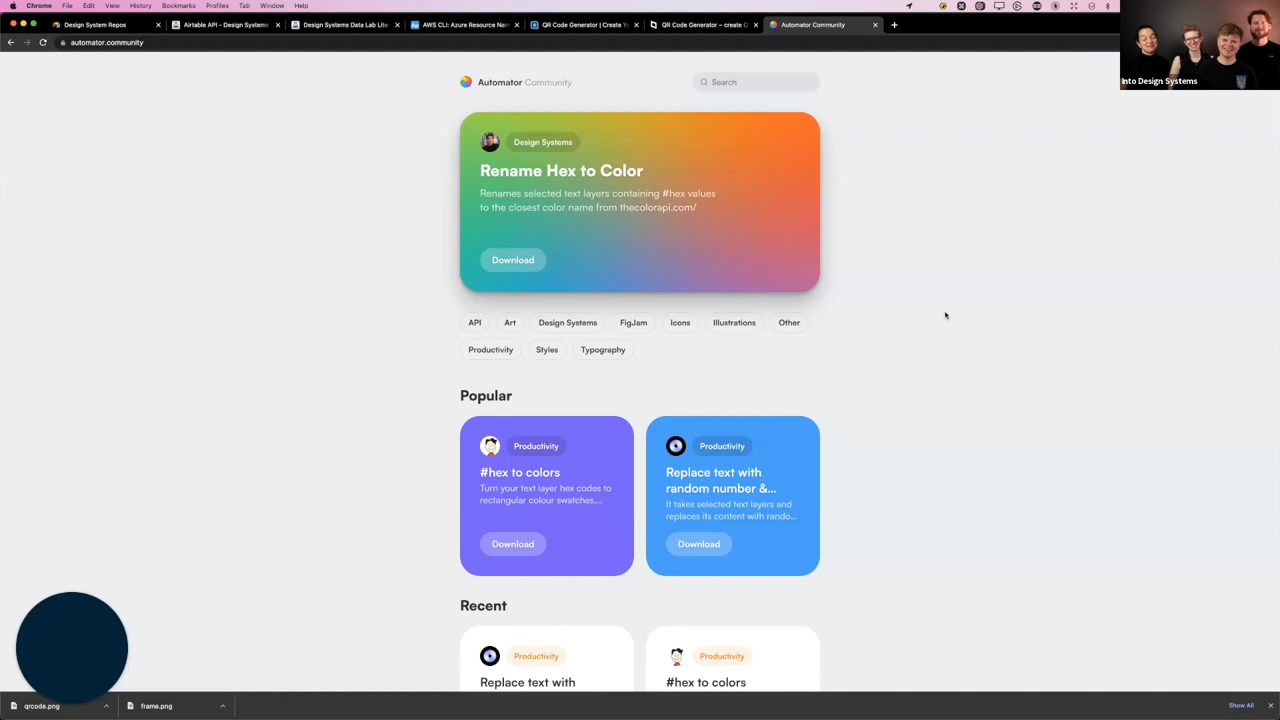 Chrome File Edit View History Bookmarks Profiles Tab Window Help
Design System Repos
Airtable API - Design Systems
Design Systems Data Lab Lite
AWS CLI: Azure Resource Nam
QR Code Generator | Create Yo
QR Code Generator – create Q
Automator Community
automator.community
Into Design Systems
Automator Community
Search
Design Systems
Rename Hex to Color
Renames selected text layers containing #hex values
to the closest color name from thecolorapi.com/
Download
API Art Design Systems FigJam Icons Illustrations Other
Productivity Styles Typography
Popular
Productivity
#hex to colors
Turn your text layer hex codes to
rectangular colour swatches,...
Download
Productivity
Replace text with
random number &...
It takes selected text layers and
replaces its content with rando...
Download
Recent
Productivity
Replace text with
Productivity
#hex to colors
qrcode.png
frame.png
Show All